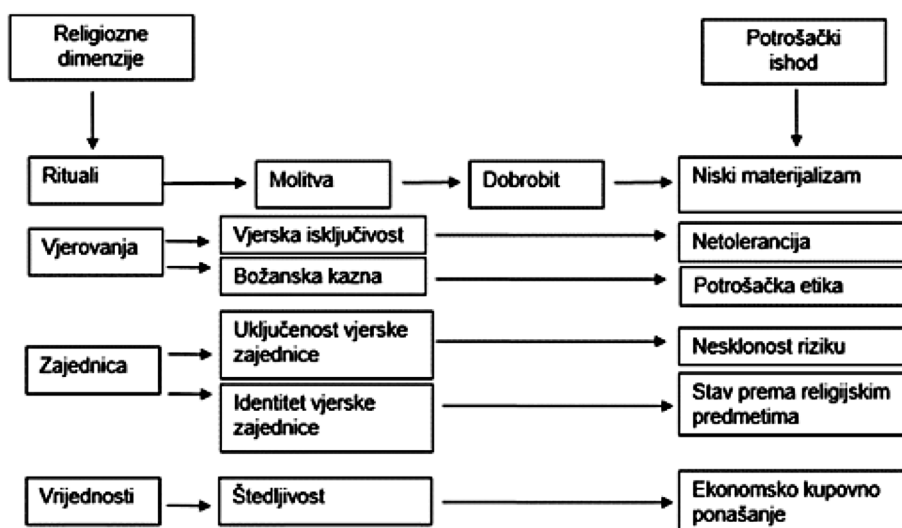 Religiozne
dimenzije
Potrošački
ishod
Rituali
Molitva
Dobrobit
Niski materijalizam
Vjerovanja
Vjerska isključivost
Netolerancija
Božanska kazna
Potrošačka etika
Zajednica
Uključenost vjerske
zajednice
Nesklonost riziku
Identitet vjerske
zajednice
Stav prema religijskim
predmetima
Vrijednosti
Štedljivost
Ekonomsko kupovno
ponašanje